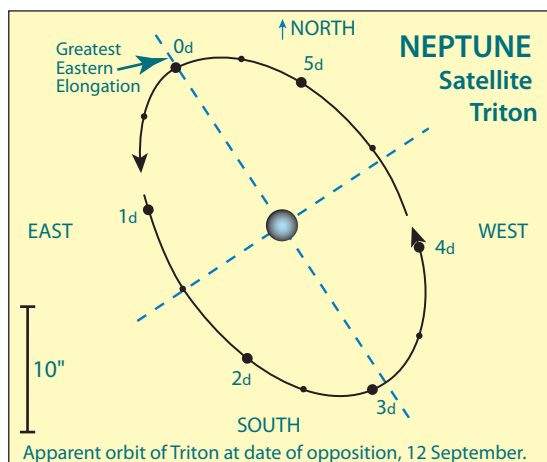 NEPTUNE
Satellite
Triton
↑NORTH
Greatest
Eastern
Elongation
0d
5d
1d
EAST
WEST
4d
10"
2d
3d
SOUTH
Apparent orbit of Triton at date of opposition, 12 September.